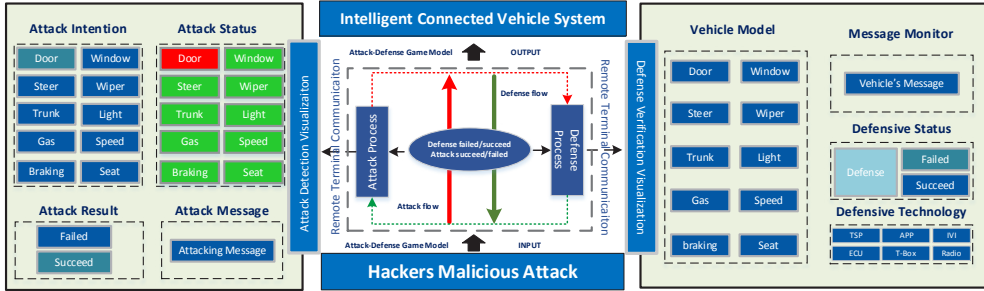 Attack Intention
Door
Window
Steer
Wiper
Trunk
Light
Gas
Speed
Braking
Seat
Attack Status
Door
Window
Steer
Wiper
Trunk
Light
Gas
Speed
Braking
Seat
Attack Result
Failed
Succeed
Attack Message
Attacking Message
Attack Detection Visualizaiton
Intelligent Connected Vehicle System
Attack-Defense Game Model
OUTPUT
Remote Terminal Communicaiton
Remote Terminal Communicaiton
Defense flow
Attack Process
Defense failed/succeed
Attack succeed/failed
Defense
Process
Attack flow
Attack-Defense Game Model
INPUT
Hackers Malicious Attack
Defense Verification Visualization
Vehicle Model
Door
Window
Steer
Wiper
Trunk
Light
Gas
Speed
braking
Seat
Message Monitor
Vehicle's Message
Defensive Status
Defense
Failed
Succeed
Defensive Technology
TSP
APP
IVI
ECU
T-Box
Radio